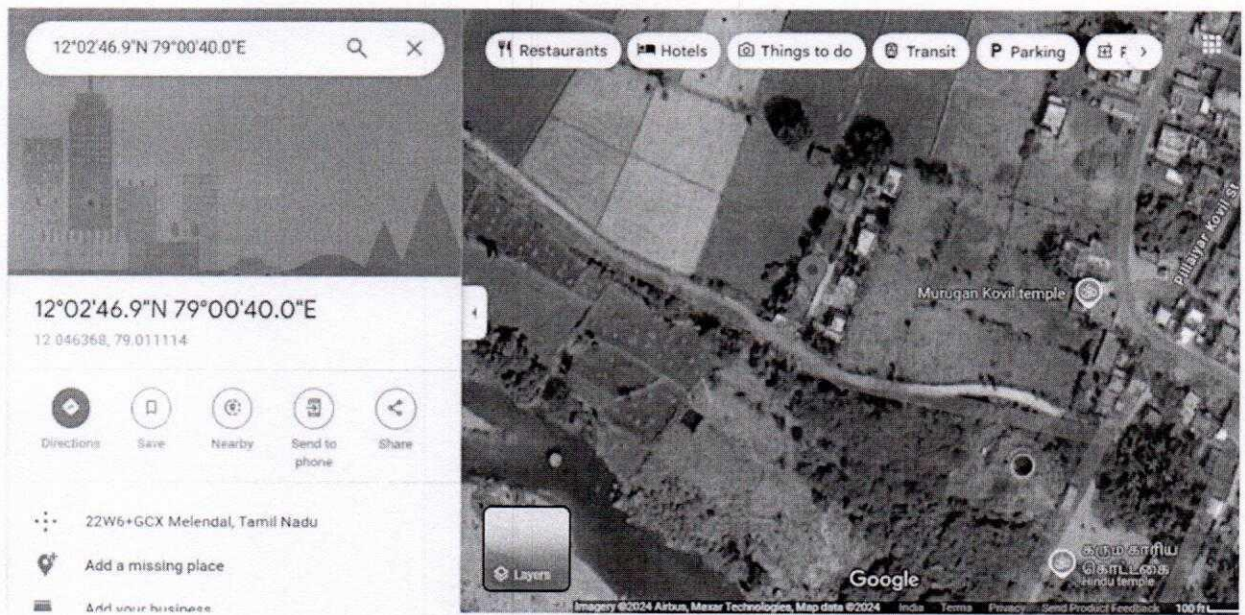 12°02'46.9"N 79°00'40.0"E
12°02'46.9"N 79°00'40.0"E
12.046368, 79.011114
Directions
Save
Nearby
Send to
phone
Share
22W6+GCX Melendal, Tamil Nadu
Add a missing place
Add your business
Restaurants
Hotels
Things to do
Transit
P Parking
Pillaiyar Kovil St
Murugan Kovil temple
கரும காரிய
கொட்டகை
Hindu temple
Layers
Google
Imagery ©2024 Airbus, Maxar Technologies, Map data ©2024 India Terms Privacy Send Product Feedback 100 ft